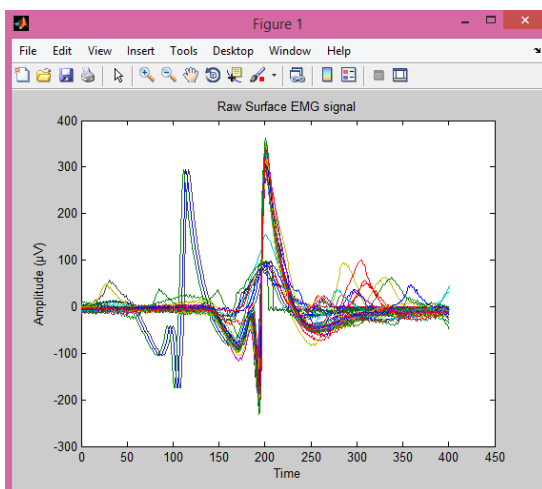 Figure 1
File Edit View Insert Tools Desktop Window Help
Raw Surface EMG signal
400
300
200
100
0
-100
-200
-300
Amplitude (µV)
0 50 100 150 200 250 300 350 400 450
Time